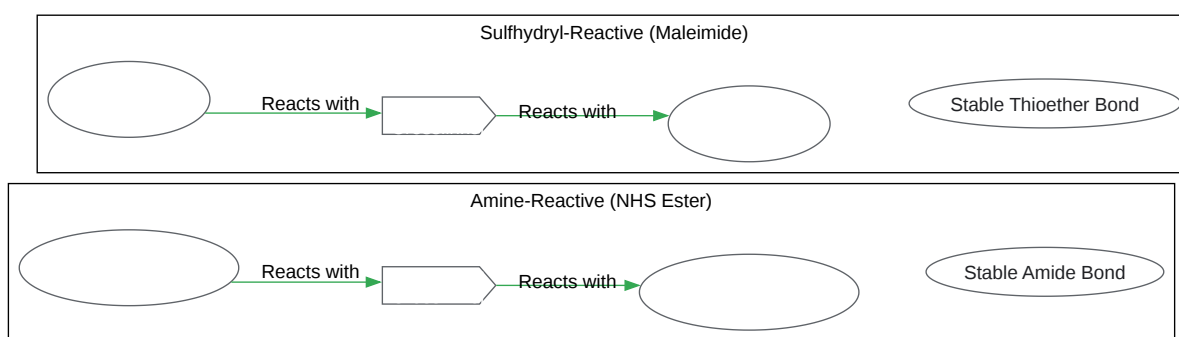 Sulfhydryl-Reactive (Maleimide)
Reacts with
Reacts with
Stable Thioether Bond
Amine-Reactive (NHS Ester)
Reacts with
Reacts with
Stable Amide Bond